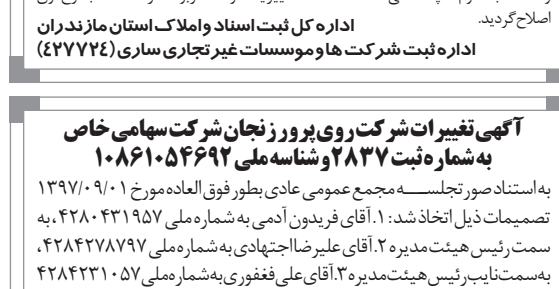 اصلاح گردید.
اداره کل ثبت اسناد و املاک استان مازندران
اداره ثبت شرکت ها و موسسات غیر تجاری ساری (٤٢٧٧٢٤)
آگهی تغییرات شرکت روی پرور زنجان شرکت سهامی خاص
به شماره ثبت ۲۸۳۷ و شناسه ملی ۱۰۸۶۱۰۵۴۶۹۲
به استناد صورتجلســـه مجمع عمومی عادی بطور فوق العاده مورخ ۱۳۹۷/۰۹/۰۱
تصمیمات ذیل اتخاذ شد: ۱. آقای فریدون آدمی به شماره ملی ۴۲۸۰۴۳۱۹۵۷، به
سمت رئیس هیئت مدیره ۲. آقای علیرضا اجتهادی به شماره ملی ۴۲۸۴۲۷۸۷۹۷،
به سمت نایب رئیس هیئت مدیره ۳. آقای علی فغفوری به شماره ملی ۴۲۸۴۲۳۱۰۵۷